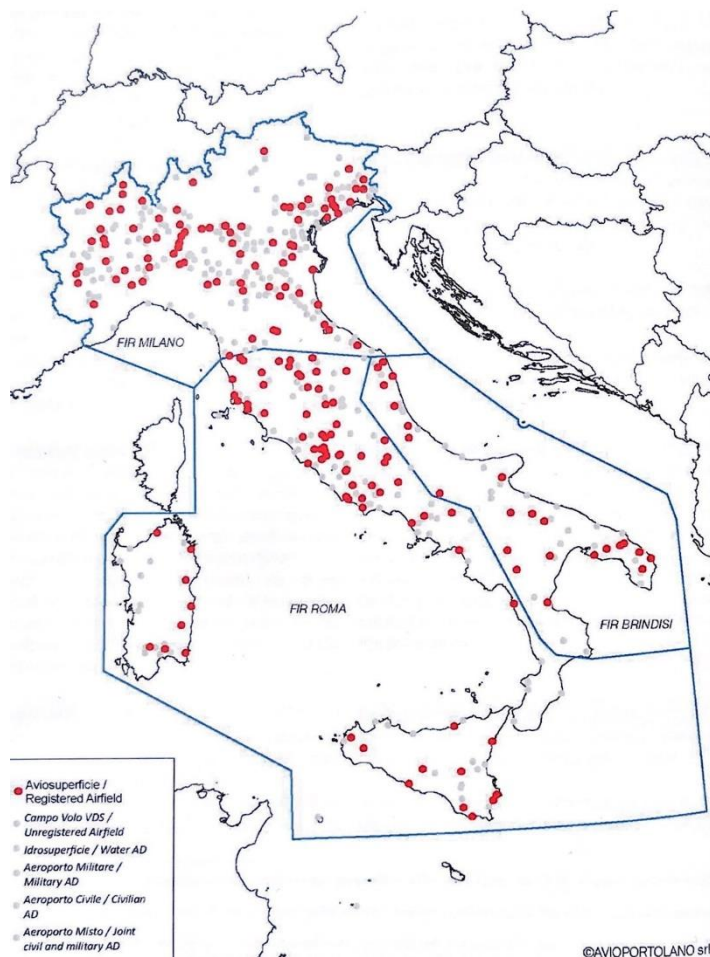 FIR MILANO
FIR ROMA
FIR BRINDISI
Aviosuperficie /
Registered Airfield
Campo Volo VDS /
Unregistered Airfield
Idrosuperficie / Water AD
Aeroporto Militare /
Military AD
Aeroporto Civile / Civilian
AD
Aeroporto Misto / Joint
civil and military AD
©AVIOPORTOLANO srl